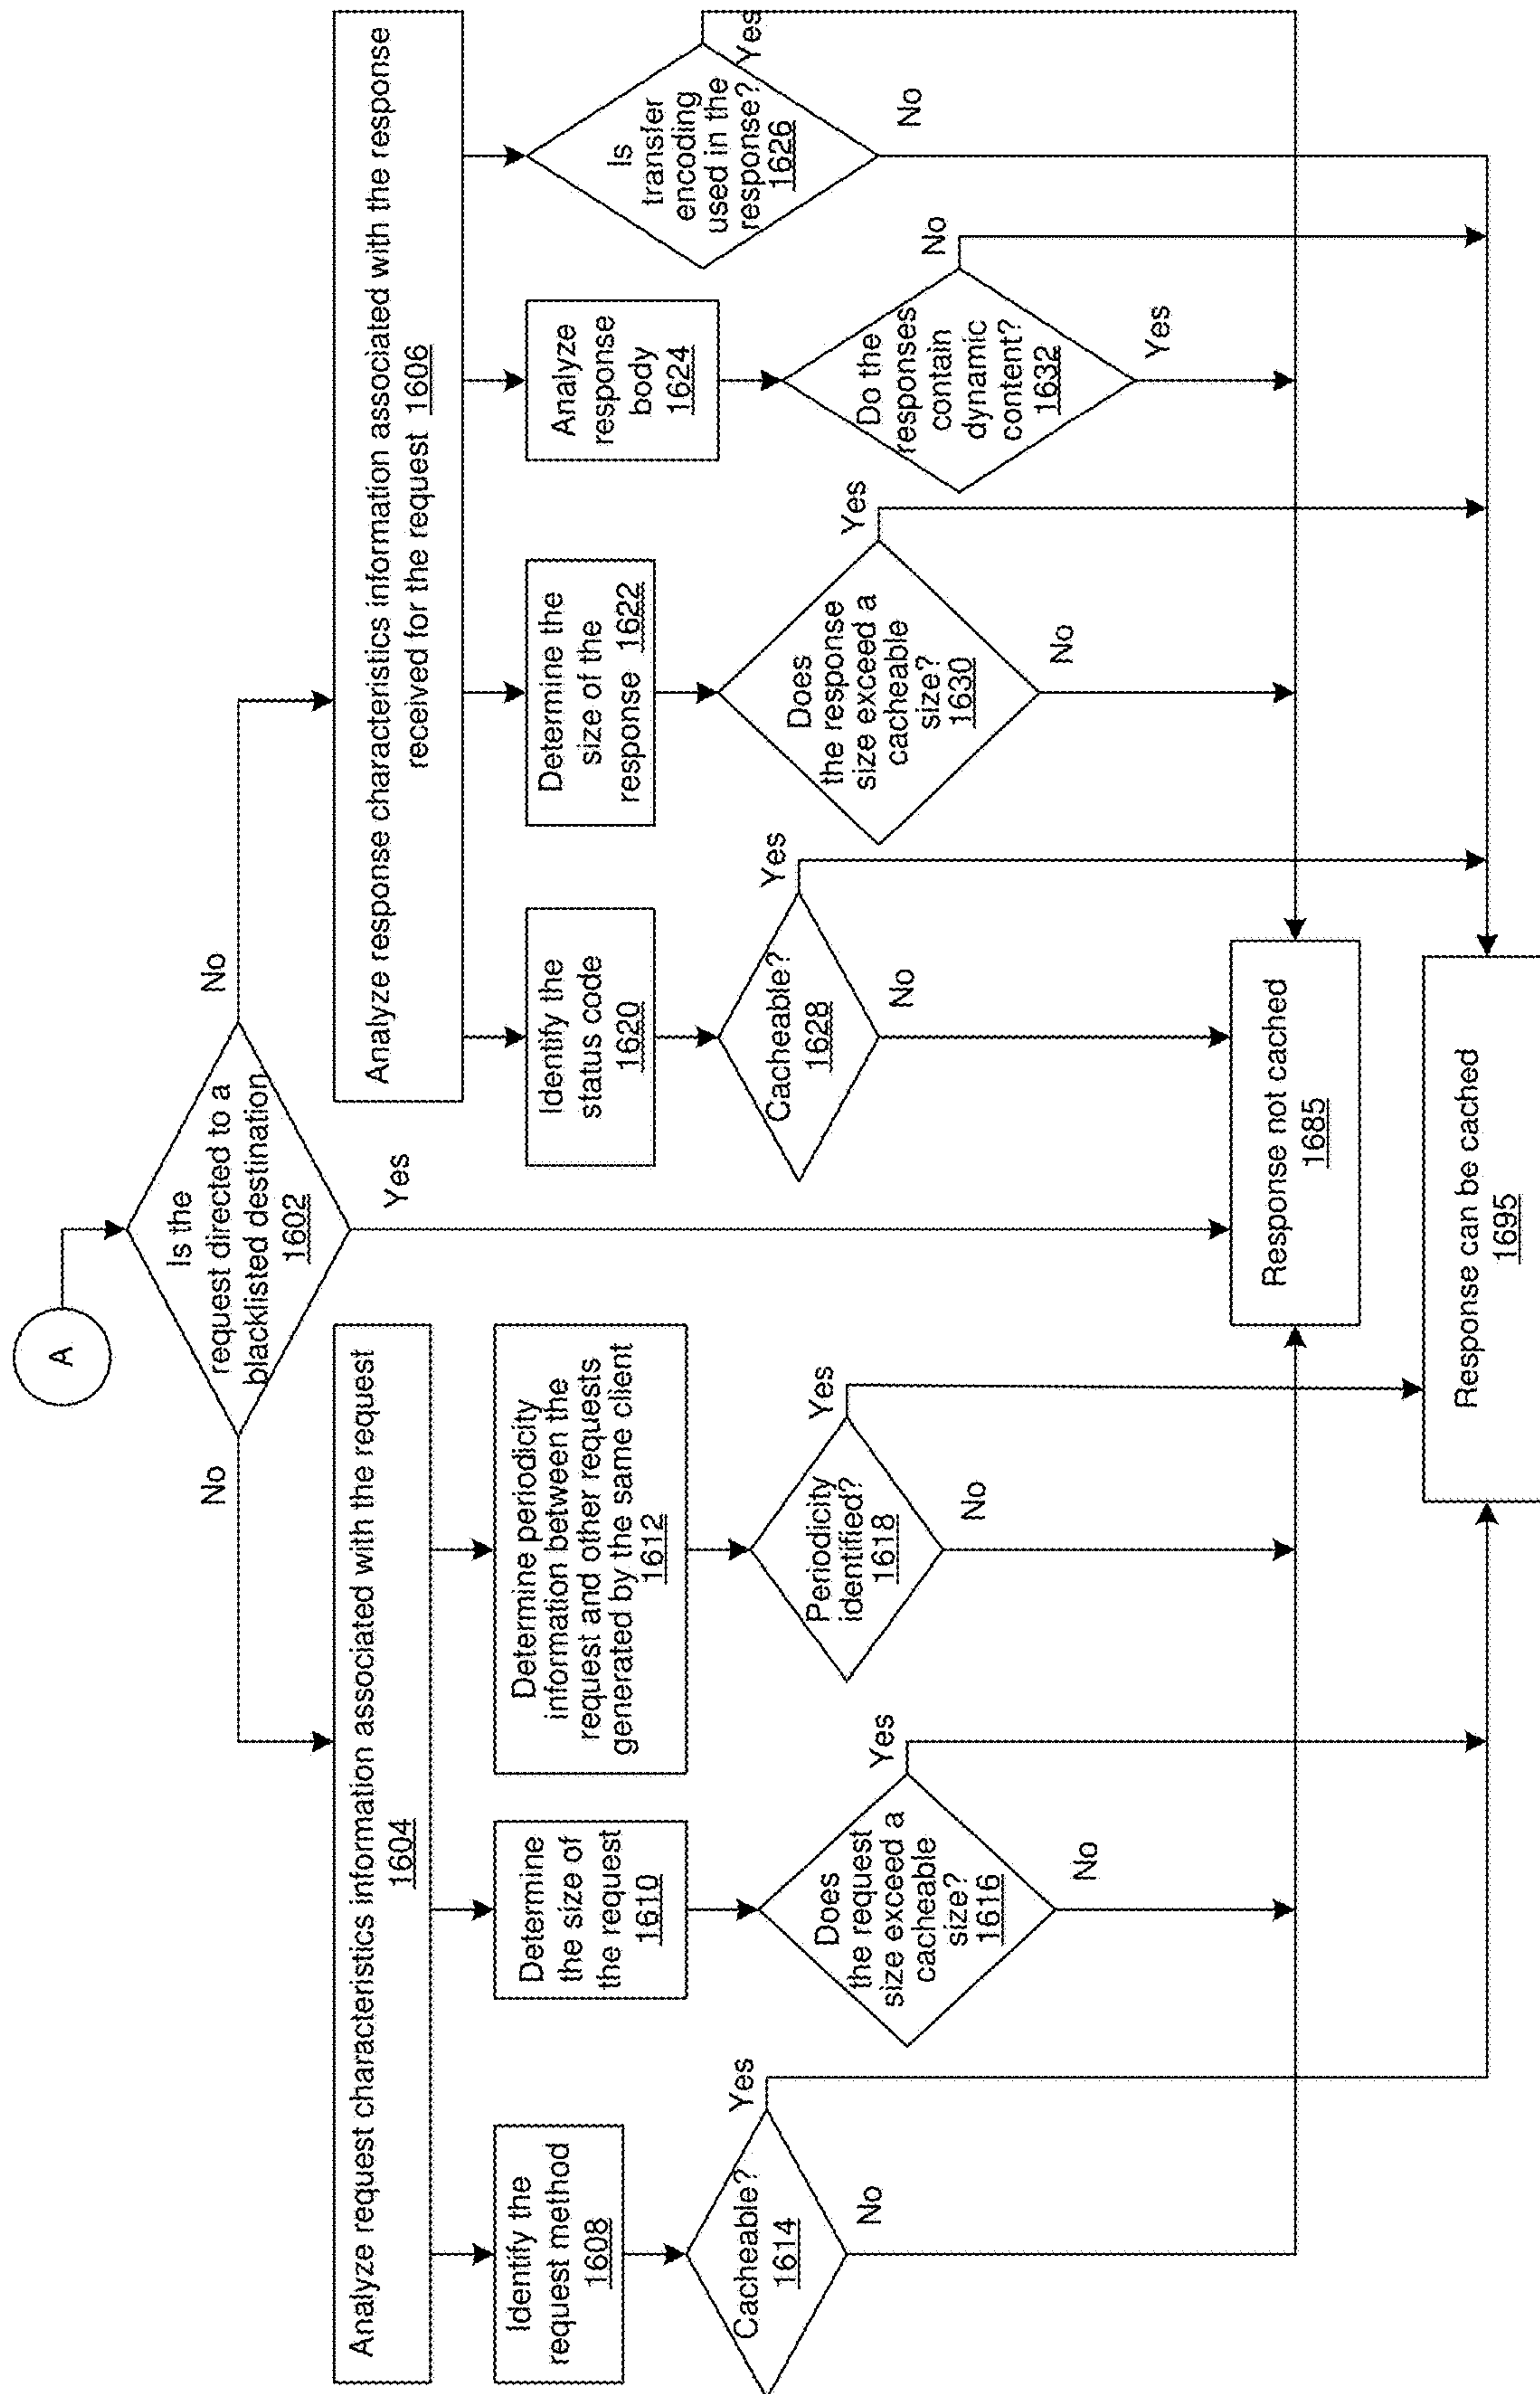 A
Is the
request directed to a
blacklisted destination
1602
No
No
Yes
Analyze request characteristics information associated with the request
1604
Analyze response characteristics information associated with the response
received for the request 1606
Identify the
request method
1608
Determine
the size of
the request
1610
Determine periodicity
information between the
request and other requests
generated by the same client
1612
Identify the
status code
1620
Determine the
size of the
response 1622
Analyze
response
body
1624
Is
transfer
encoding
used in the
response?
1626
Yes
No
Cacheable?
1614
Yes
No
Does
the request
size exceed a
cacheable
size?
1616
Yes
No
Periodicity
identified?
1618
Yes
No
Cacheable?
1628
Yes
No
Does
the response
size exceed a
cacheable
size?
1630
Yes
No
Do the
responses
contain
dynamic
content?
1632
No
Yes
Response not cached
1685
Response can be cached
1695